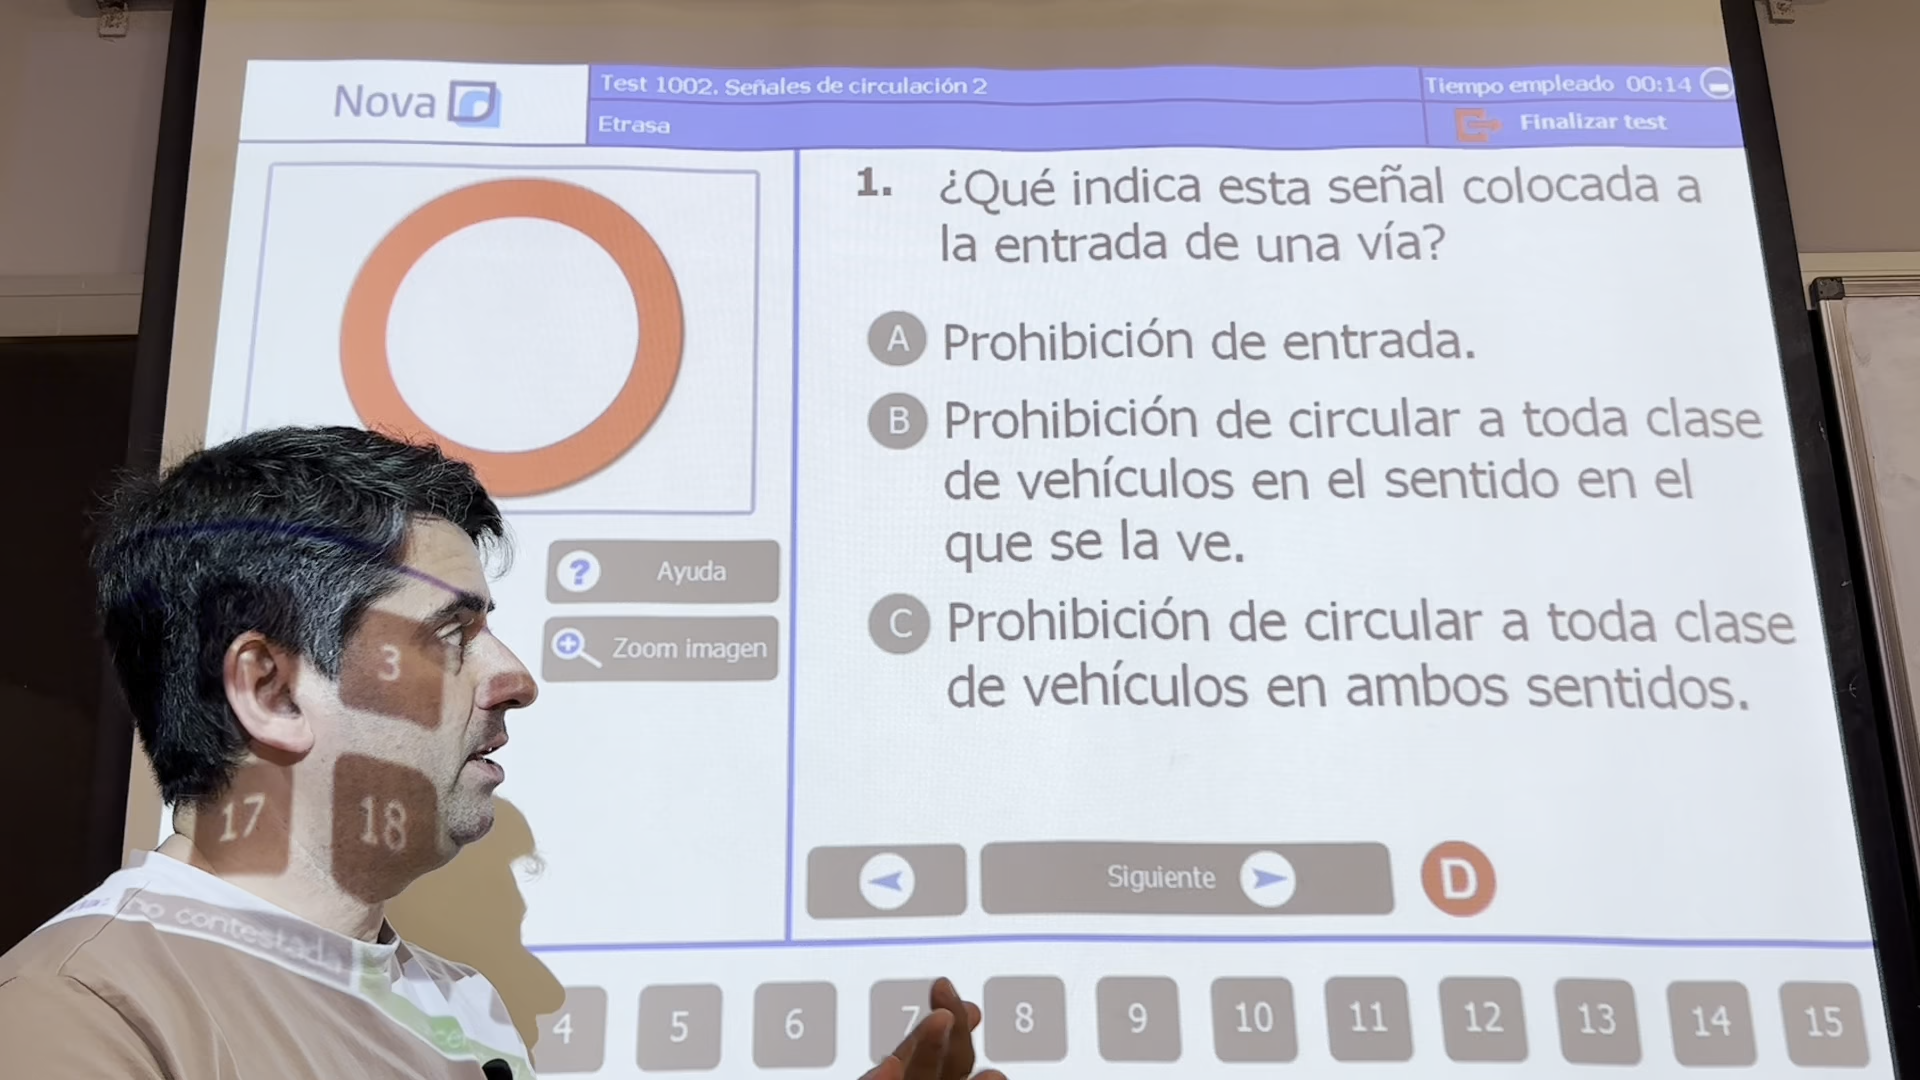 Nova
Test 1002. Señales de circulación 2
Tiempo empleado 00:14
Etrasa
Finalizar test
1. ¿Qué indica esta señal colocada a
la entrada de una vía?
A Prohibición de entrada.
B Prohibición de circular a toda clase
de vehículos en el sentido en el
que se la ve.
C Prohibición de circular a toda clase
de vehículos en ambos sentidos.
? Ayuda
Zoom imagen
3
17 18
Siguiente
D
no contestada
4 5 6 7 8 9 10 11 12 13 14 15